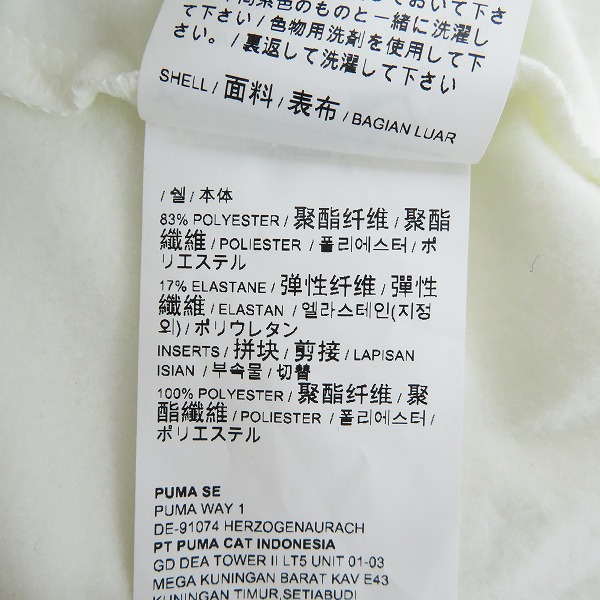 おいて下さ
同系色のものと一緒に洗濯し
て下さい / 色物用洗剤を使用して下
さい。 / 裏返して洗濯して下さい
SHELL / 面料 / 表布 / BAGIAN LUAR
/ 쉘 / 本体
83% POLYESTER / 聚酯纤维 / 聚酯
纖維 / POLIESTER / 폴리에스터 / ポ
リエステル
17% ELASTANE / 弹性纤维 / 彈性
纖維 / ELASTAN / 엘라스테인(지정
외) / ポリウレタン
INSERTS / 拼块 / 剪接 / LAPISAN
ISIAN / 부속물 / 切替
100% POLYESTER / 聚酯纤维 / 聚
酯纖維 / POLIESTER / 폴리에스터 /
ポリエステル
PUMA SE
PUMA WAY 1
DE-91074 HERZOGENAURACH
PT PUMA CAT INDONESIA
GD DEA TOWER II LT5 UNIT 01-03
MEGA KUNINGAN BARAT KAV E43
KUNINGAN TIMUR,SETIABUDI